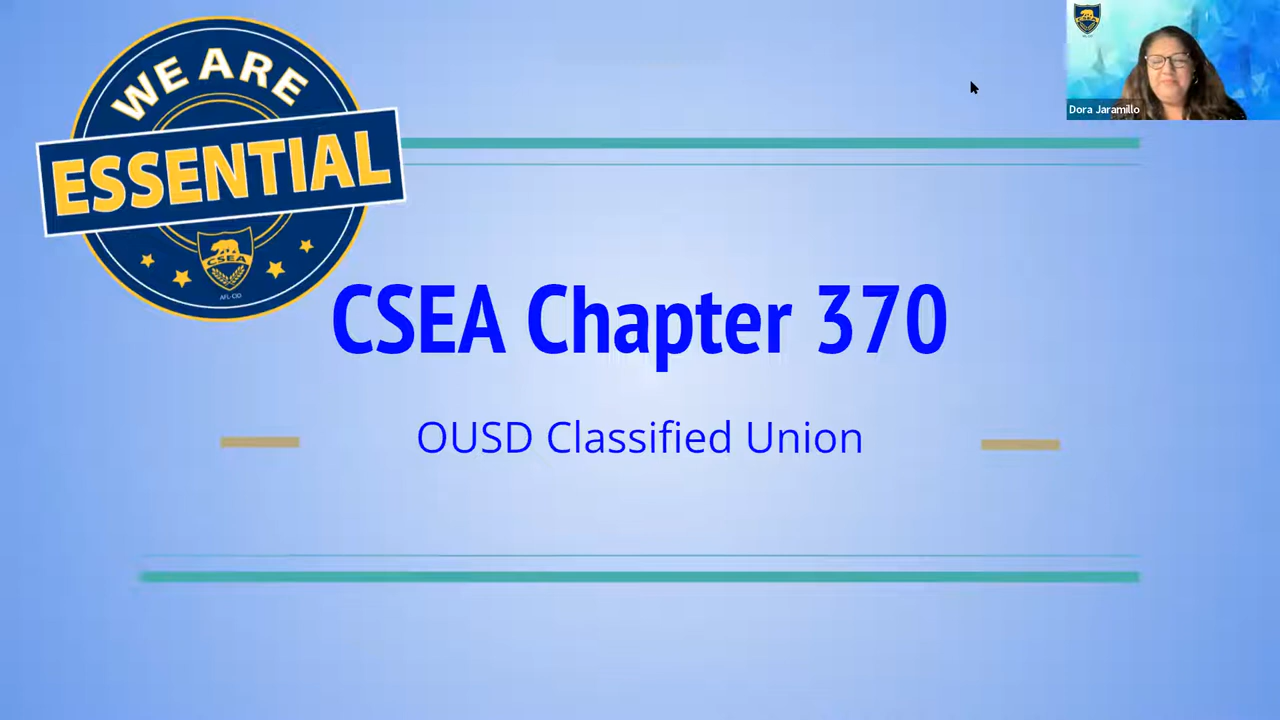 WE ARE
ESSENTIAL
CSEA
AFL-CIO
Dora Jaramillo
CSEA Chapter 370
OUSD Classified Union